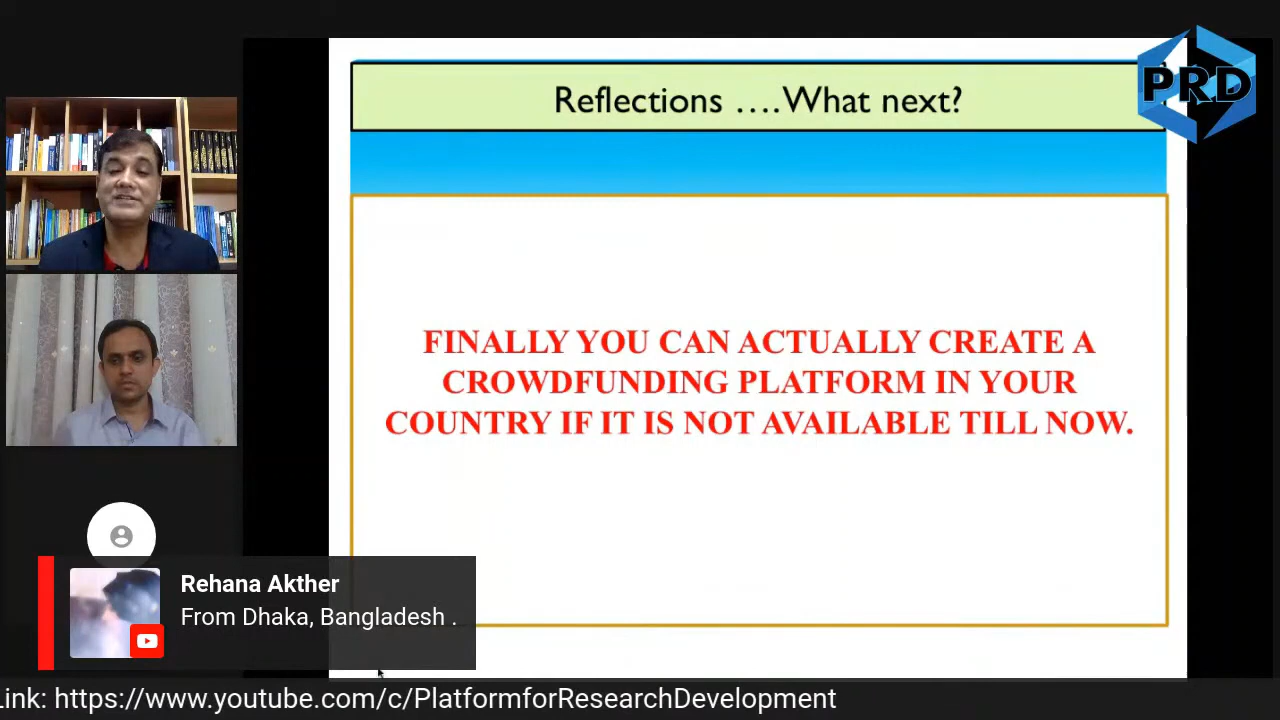 Reflections ....What next?
PRD
FINALLY YOU CAN ACTUALLY CREATE A
CROWDFUNDING PLATFORM IN YOUR
COUNTRY IF IT IS NOT AVAILABLE TILL NOW.
Rehana Akther
From Dhaka, Bangladesh .
Link: https://www.youtube.com/c/PlatformforResearchDevelopment